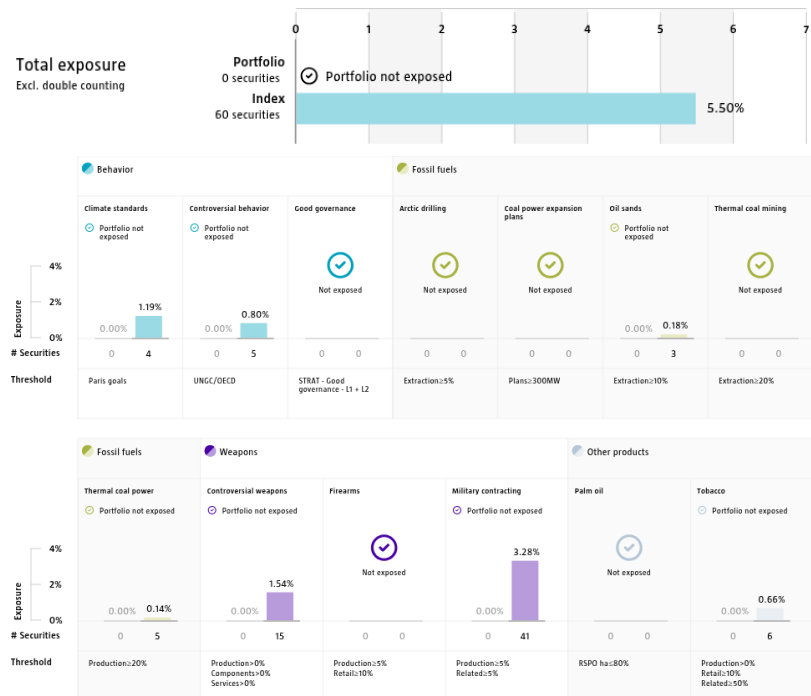 0 1 2 3 4 5 6 7
Total exposure
Excl. double counting
Portfolio
0 securities
Portfolio not exposed
Index
60 securities
5.50%
Behavior
Fossil fuels
Climate standards
Controversial behavior
Good governance
Arctic drilling
Coal power expansion
plans
Oil sands
Thermal coal mining
Portfolio not
exposed
Portfolio not
exposed
Not exposed
Not exposed
Not exposed
Portfolio not
exposed
Not exposed
Exposure
4%
2%
0%
0.00% 1.19% 0.00% 0.80% 0.00% 0.18%
# Securities 0 4 0 5 0 0 0 0 0 0 0 3 0 0
Threshold
Paris goals
UNGC/OECD
STRAT - Good
governance - L1 + L2
Extraction≥5%
Plans≥300MW
Extraction≥10%
Extraction≥20%
Fossil fuels
Weapons
Other products
Thermal coal power
Controversial weapons
Firearms
Military contracting
Palm oil
Tobacco
Portfolio not exposed
Portfolio not exposed
Not exposed
Portfolio not exposed
Not exposed
Portfolio not exposed
Exposure
4%
2%
0%
0.00% 0.14% 0.00% 1.54% 0.00% 3.28% 0.00% 0.66%
# Securities 0 5 0 15 0 0 0 41 0 0 0 6
Threshold
Production≥20%
Production>0%
Components>0%
Services>0%
Production≥5%
Retail≥10%
Production≥5%
Related≥5%
RSPO ha≤80%
Production>0%
Retail≥10%
Related≥50%